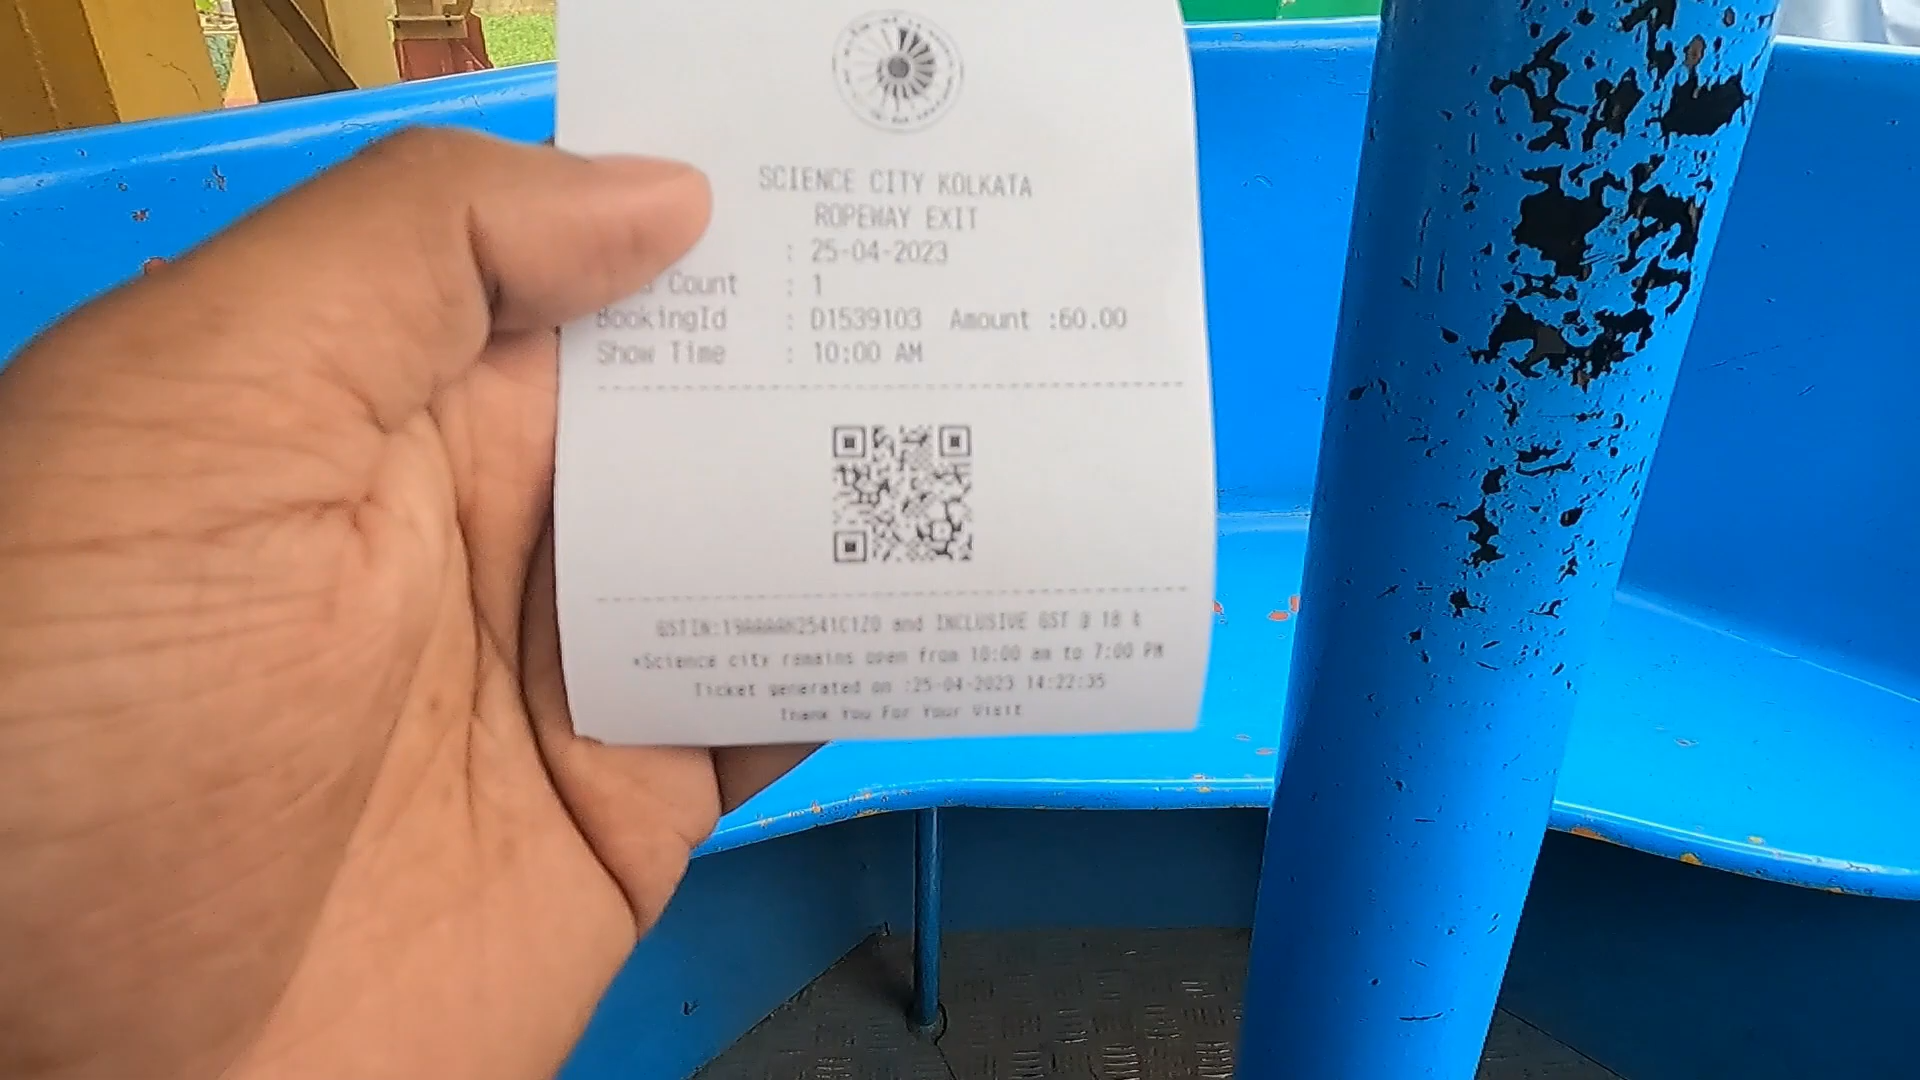 SCIENCE CITY KOLKATA
ROPEWAY EXIT
: 25-04-2023
Count : 1
BookingId : D1539103 Amount :60.00
Show Time : 10:00 AM
and INCLUSIVE GST @ 18 %
*Science city remains open from 10:00 am to 7:00 PM
Ticket generated on :25-04-2023 14:22:35
Thank You For Your Visit